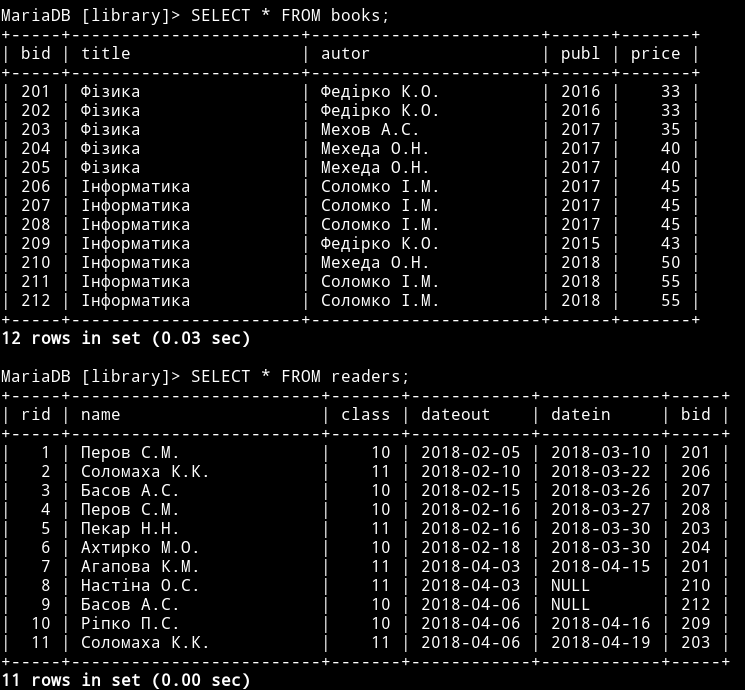 MariaDB [library]> SELECT * FROM books;
+-----+-----------------------+-----------------------+------+-------+
| bid | title                 | autor                 | publ | price |
+-----+-----------------------+-----------------------+------+-------+
| 201 | Фізика                | Федірко К.О.          | 2016 |    33 |
| 202 | Фізика                | Федірко К.О.          | 2016 |    33 |
| 203 | Фізика                | Мехов А.С.            | 2017 |    35 |
| 204 | Фізика                | Мехеда О.Н.           | 2017 |    40 |
| 205 | Фізика                | Мехеда О.Н.           | 2017 |    40 |
| 206 | Інформатика           | Соломко І.М.          | 2017 |    45 |
| 207 | Інформатика           | Соломко І.М.          | 2017 |    45 |
| 208 | Інформатика           | Соломко І.М.          | 2017 |    45 |
| 209 | Інформатика           | Федірко К.О.          | 2015 |    43 |
| 210 | Інформатика           | Мехеда О.Н.           | 2018 |    50 |
| 211 | Інформатика           | Соломко І.М.          | 2018 |    55 |
| 212 | Інформатика           | Соломко І.М.          | 2018 |    55 |
+-----+-----------------------+-----------------------+------+-------+
12 rows in set (0.03 sec)
MariaDB [library]> SELECT * FROM readers;
+-----+-------------------------+-------+------------+------------+-----+
| rid | name                    | class | dateout    | datein     | bid |
+-----+-------------------------+-------+------------+------------+-----+
|   1 | Перов С.М.              |    10 | 2018-02-05 | 2018-03-10 | 201 |
|   2 | Соломаха К.К.           |    11 | 2018-02-10 | 2018-03-22 | 206 |
|   3 | Басов А.С.              |    10 | 2018-02-15 | 2018-03-26 | 207 |
|   4 | Перов С.М.              |    10 | 2018-02-16 | 2018-03-27 | 208 |
|   5 | Пекар Н.Н.              |    11 | 2018-02-16 | 2018-03-30 | 203 |
|   6 | Ахтирко М.О.            |    10 | 2018-02-18 | 2018-03-30 | 204 |
|   7 | Агапова К.М.            |    11 | 2018-04-03 | 2018-04-15 | 201 |
|   8 | Настіна О.С.            |    11 | 2018-04-03 | NULL       | 210 |
|   9 | Басов А.С.              |    10 | 2018-04-06 | NULL       | 212 |
|  10 | Ріпко П.С.              |    10 | 2018-04-06 | 2018-04-16 | 209 |
|  11 | Соломаха К.К.           |    11 | 2018-04-06 | 2018-04-19 | 203 |
+-----+-------------------------+-------+------------+------------+-----+
11 rows in set (0.00 sec)